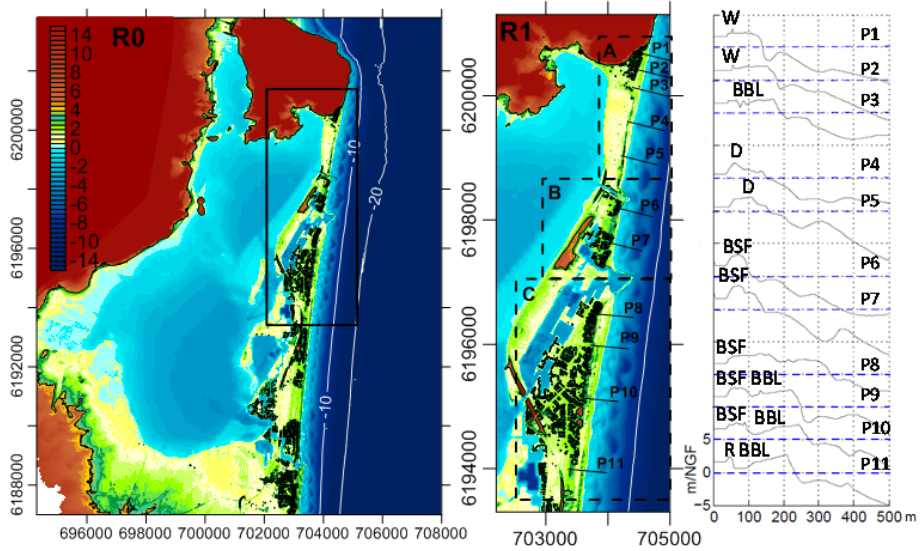 R0
14
12
10
8
6
4
2
0
-2
-4
-6
-8
-10
-12
-14
-10
-20
-10
6200000
6196000
6192000
6188000
696000 698000 700000 702000 704000 706000 708000
R1
A
P1
P2
P3
P4
P5
B
P6
P7
C
P8
P9
P10
P11
6200000
6198000
6196000
6194000
703000 705000
W P1
W P2
BBL P3
D P4
D P5
BSF P6
BSF P7
BSF P8
BSF BBL P9
BSF BBL P10
R BBL P11
m/NGF
5
0
-5
0 100 200 300 400 500 m